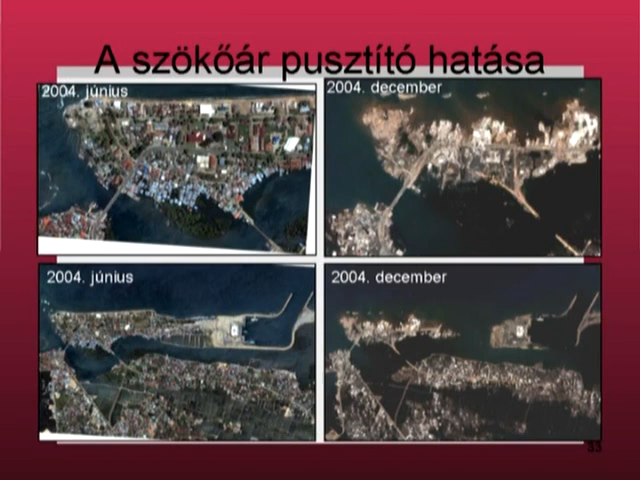 A szökőár pusztító hatása
2004. június
2004. december
2004. június
2004. december
33